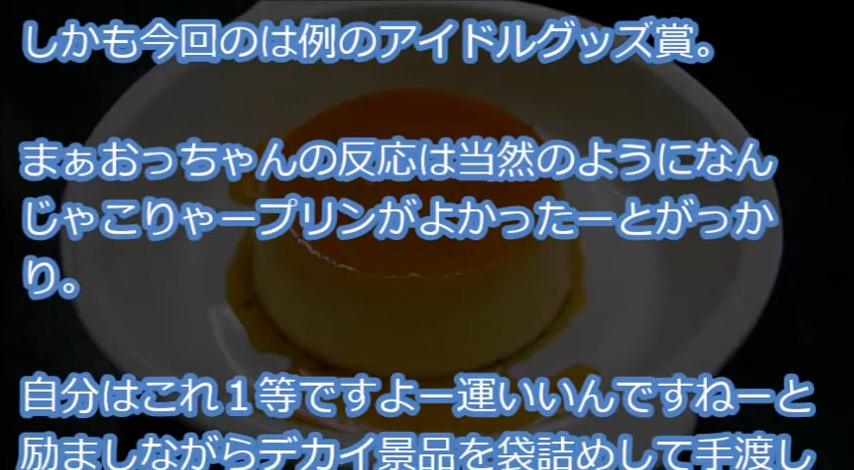 しかも今回のは例のアイドルグッズ賞。
まぁおっちゃんの反応は当然のようになん
じゃこりゃープリンがよかったーとがっか
り。
自分はこれ１等ですよー運いいんですねーと
励ましながらデカイ景品を袋詰めして手渡し